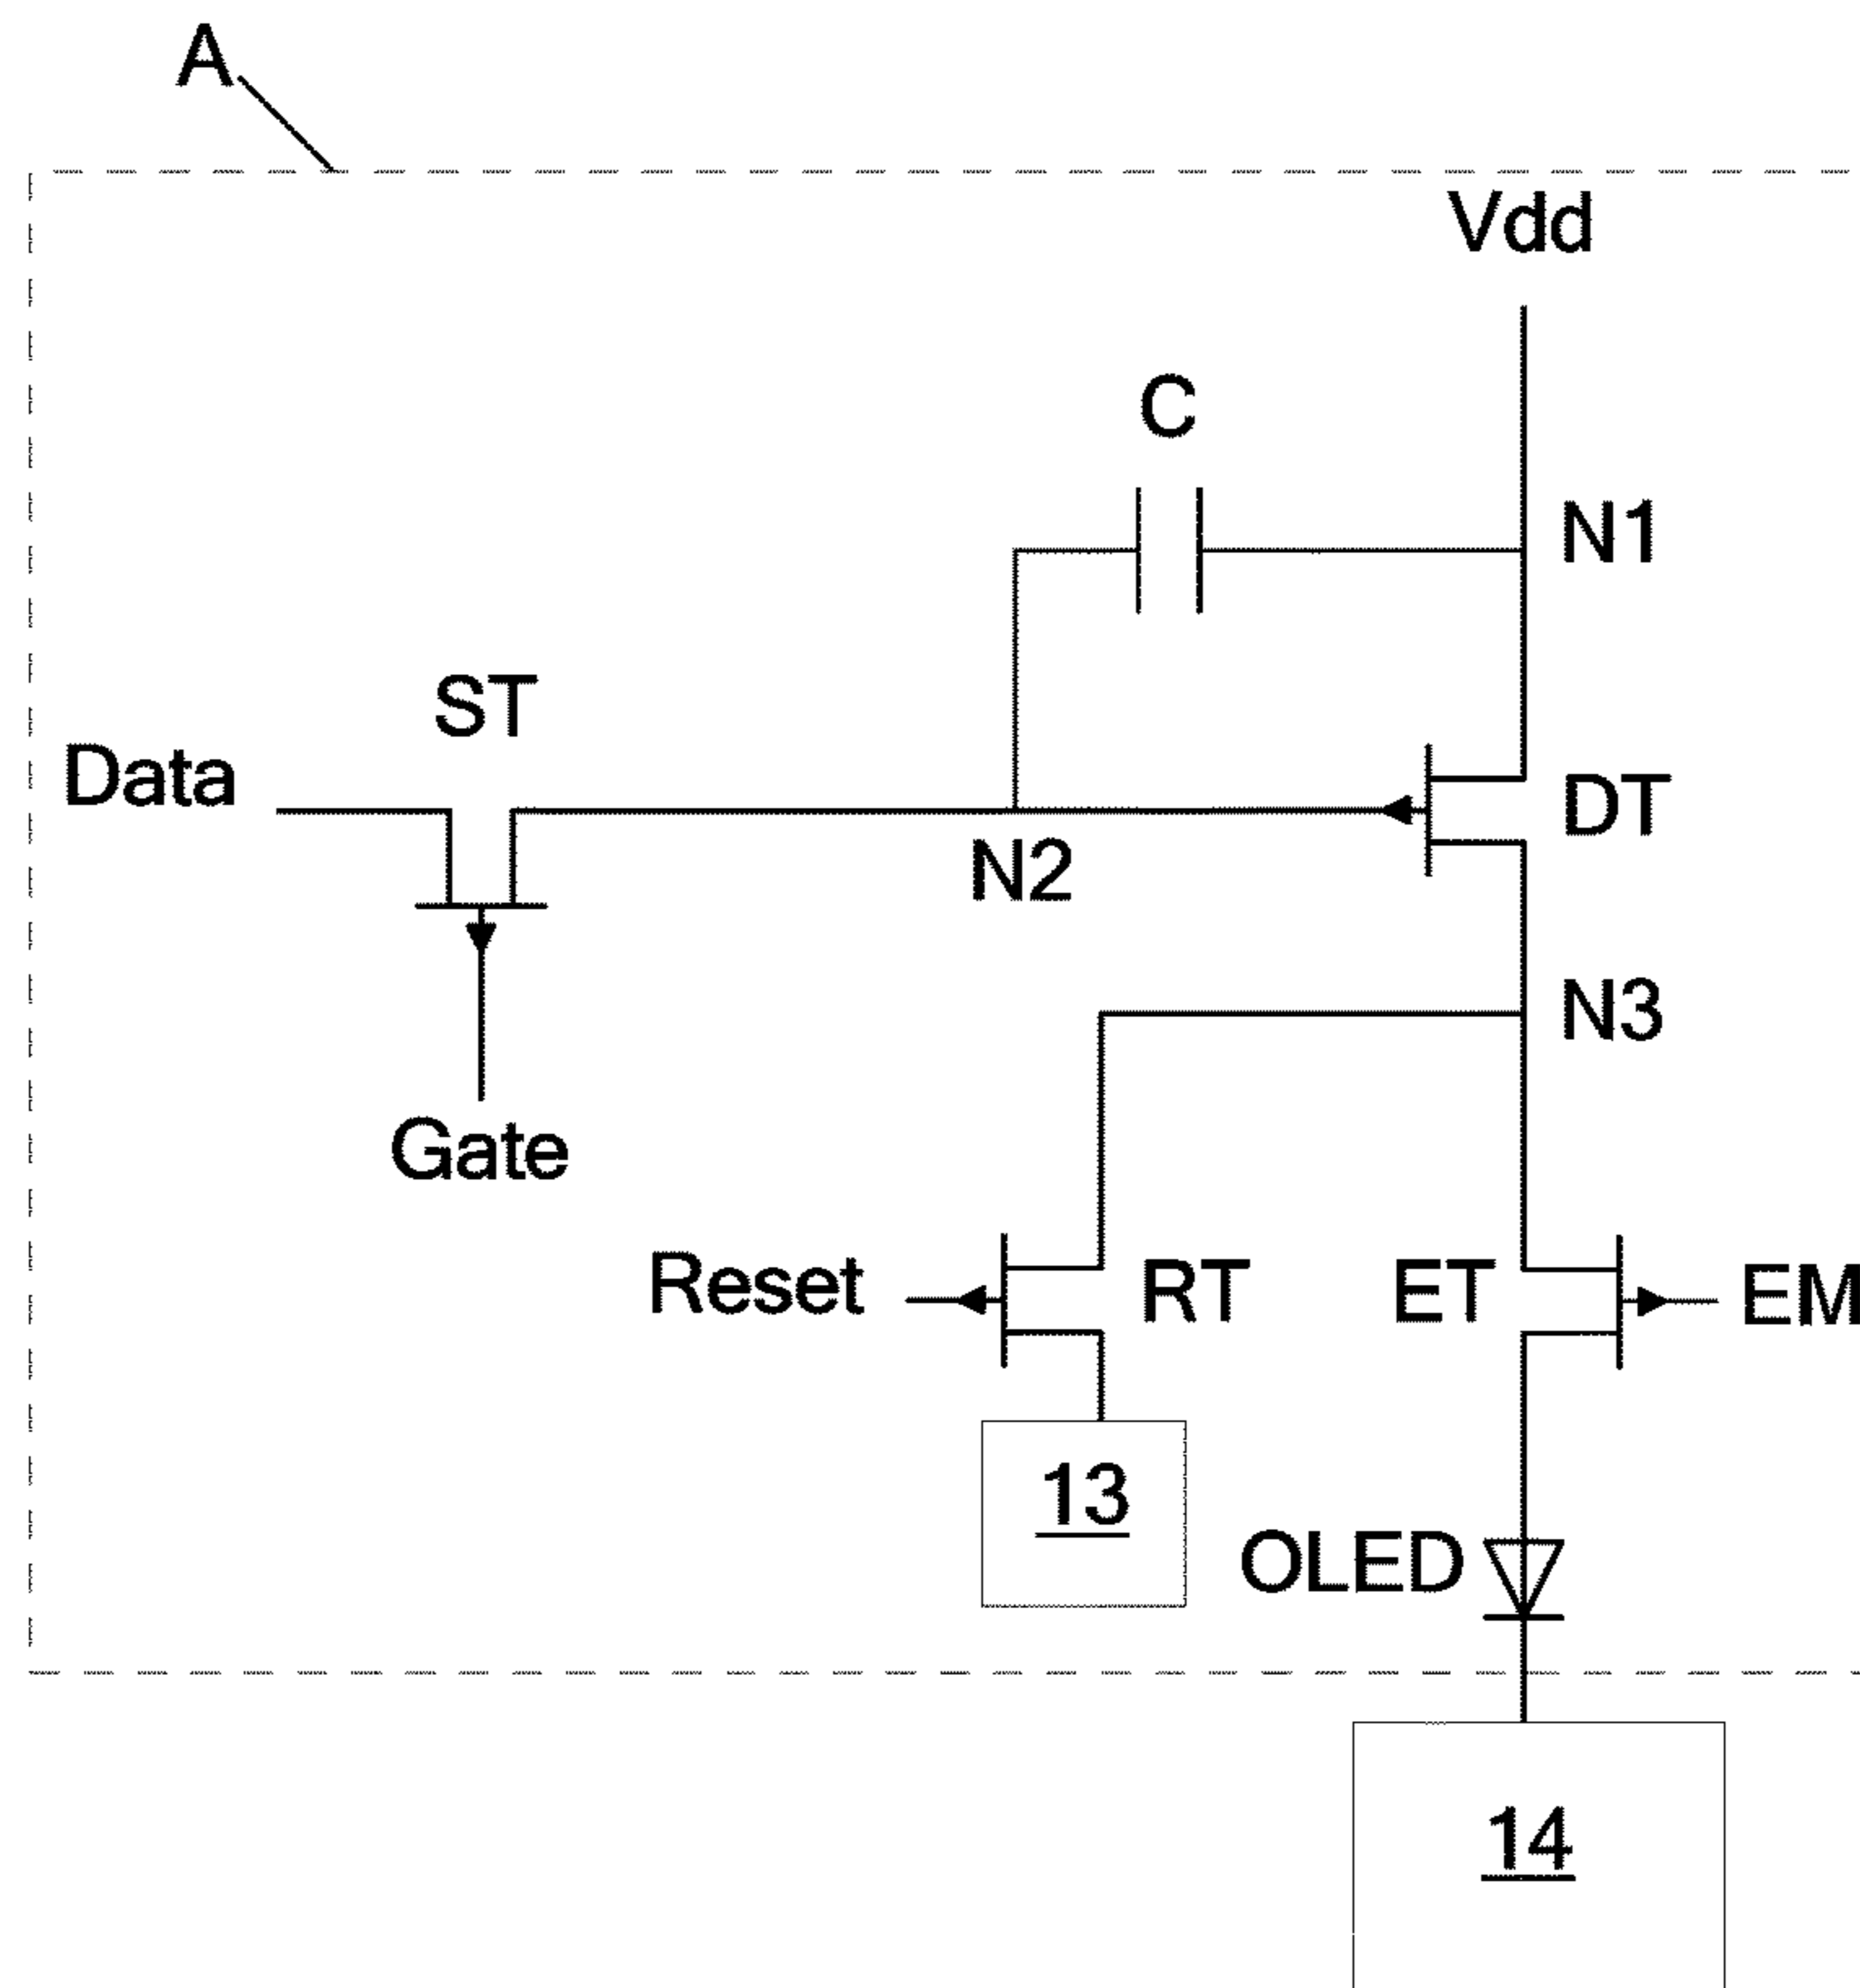 A
Vdd
C
N1
ST
Data
DT
N2
N3
Gate
Reset
RT
ET
EM
13
OLED
14